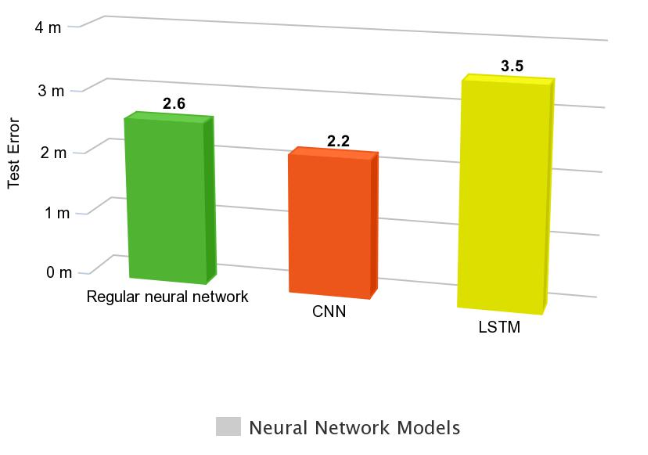 4 m
3 m
2 m
1 m
0 m
Test Error
2.6
2.2
3.5
Regular neural network
CNN
LSTM
Neural Network Models